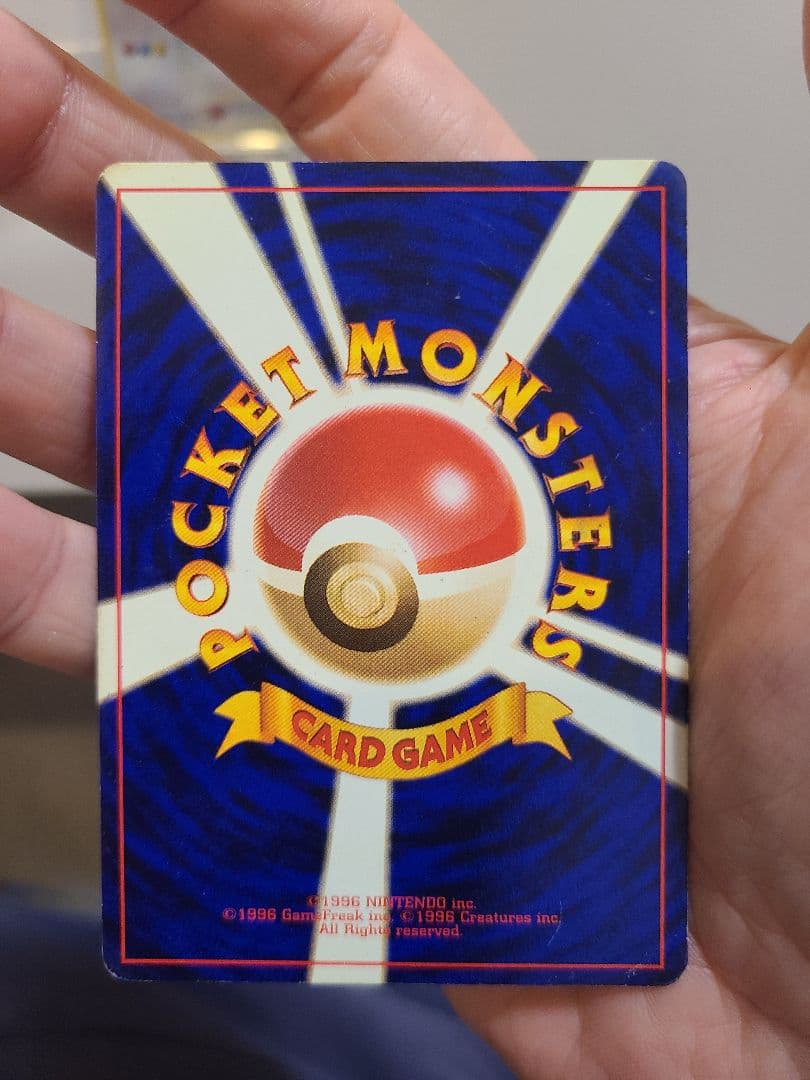 POCKET MONSTERS
CARD GAME
©1996 NINTENDO inc.
©1996 GameFreak inc. ©1996 Creatures inc.
All Rights reserved.